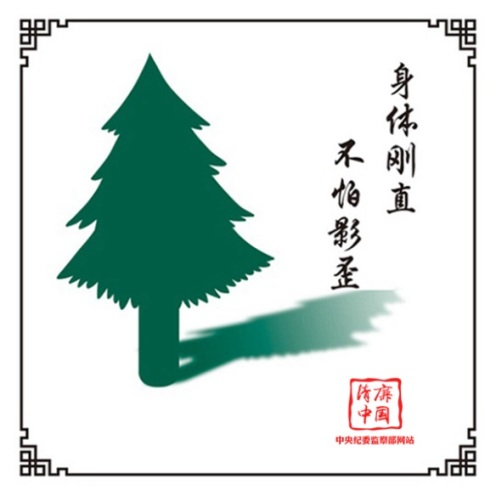 身体刚直
不怕影歪
清廉
中国
中央纪委监察部网站